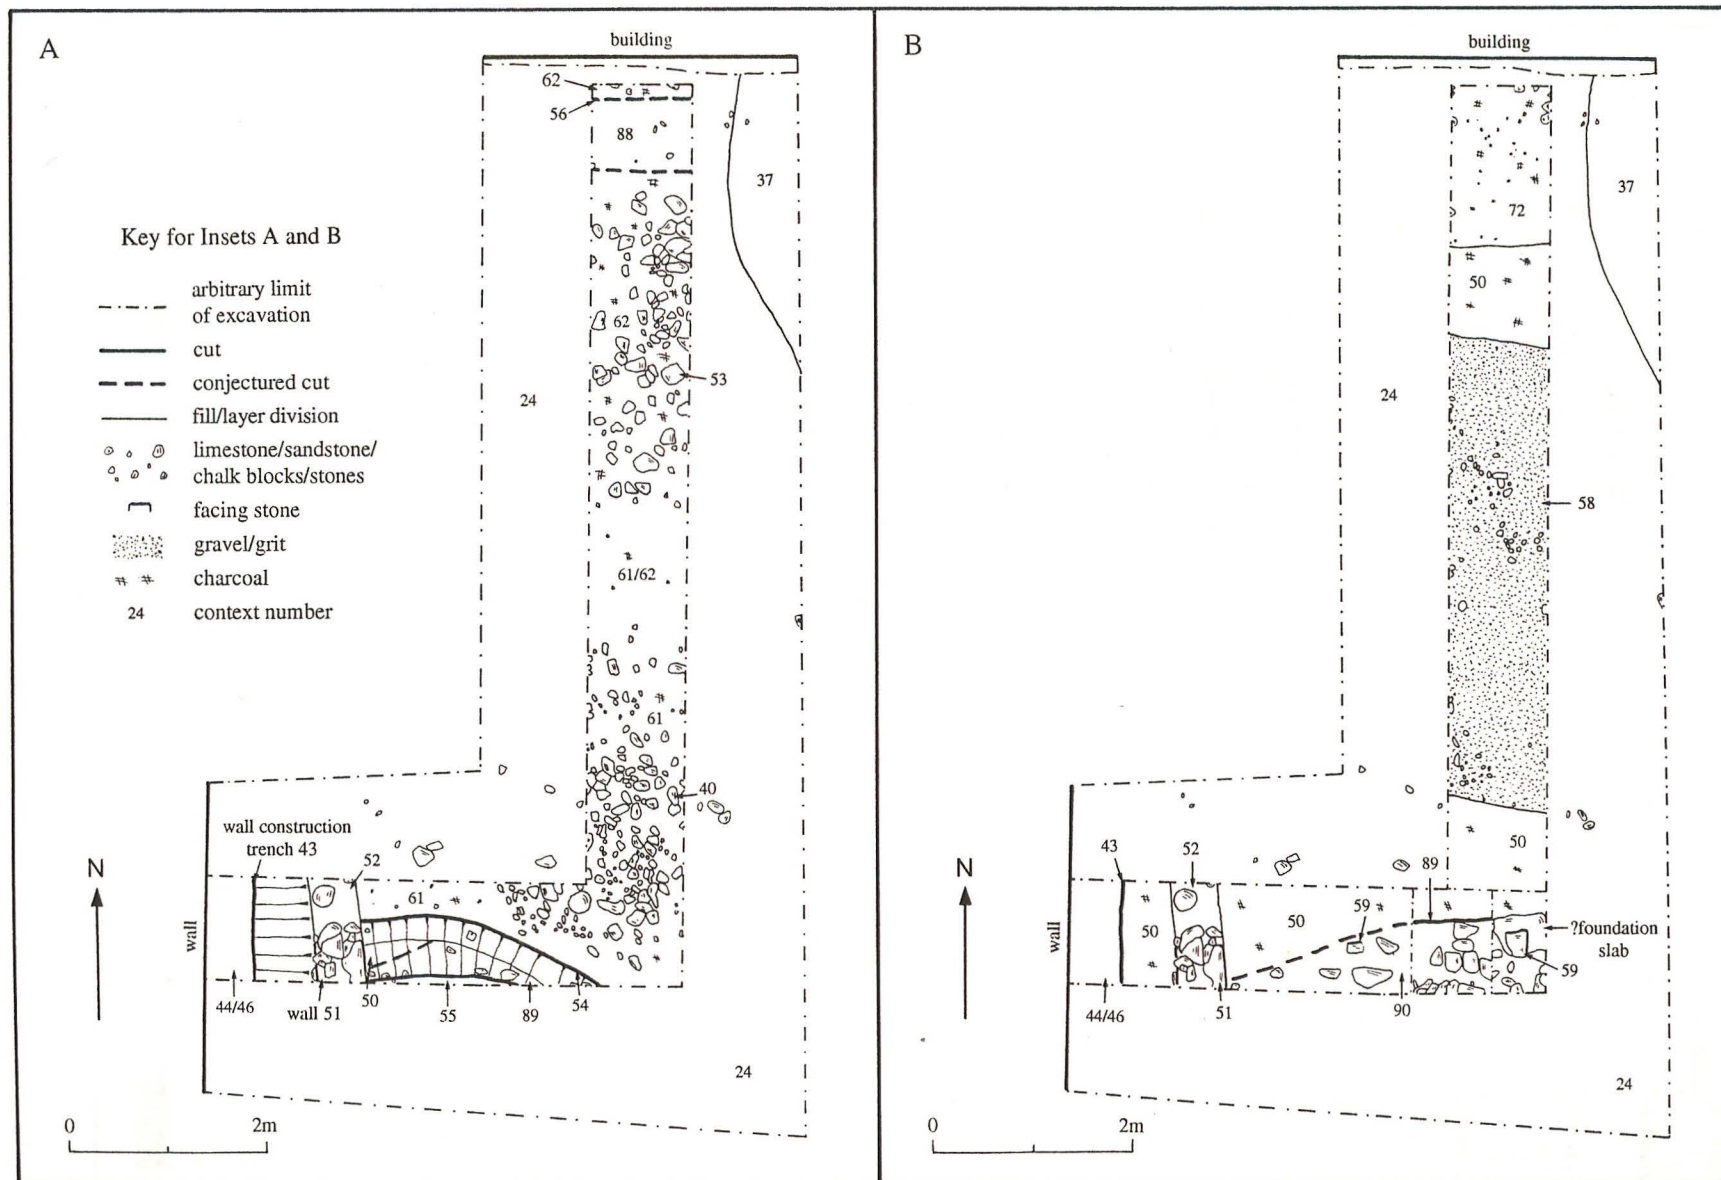 A
building
62
56
88
37
Key for Insets A and B
arbitrary limit
of excavation
cut
conjectured cut
fill/layer division
limestone/sandstone/
chalk blocks/stones
facing stone
gravel/grit
charcoal
24 context number
62
53
24
61/62
61
40
wall construction
trench 43
52
61
N
wall
44/46
wall 51
50
55
89
54
24
0 2m
B
building
37
72
50
24
58
50
43
52
89
59
50
50
?foundation
slab
59
N
wall
44/46
51
90
24
0 2m